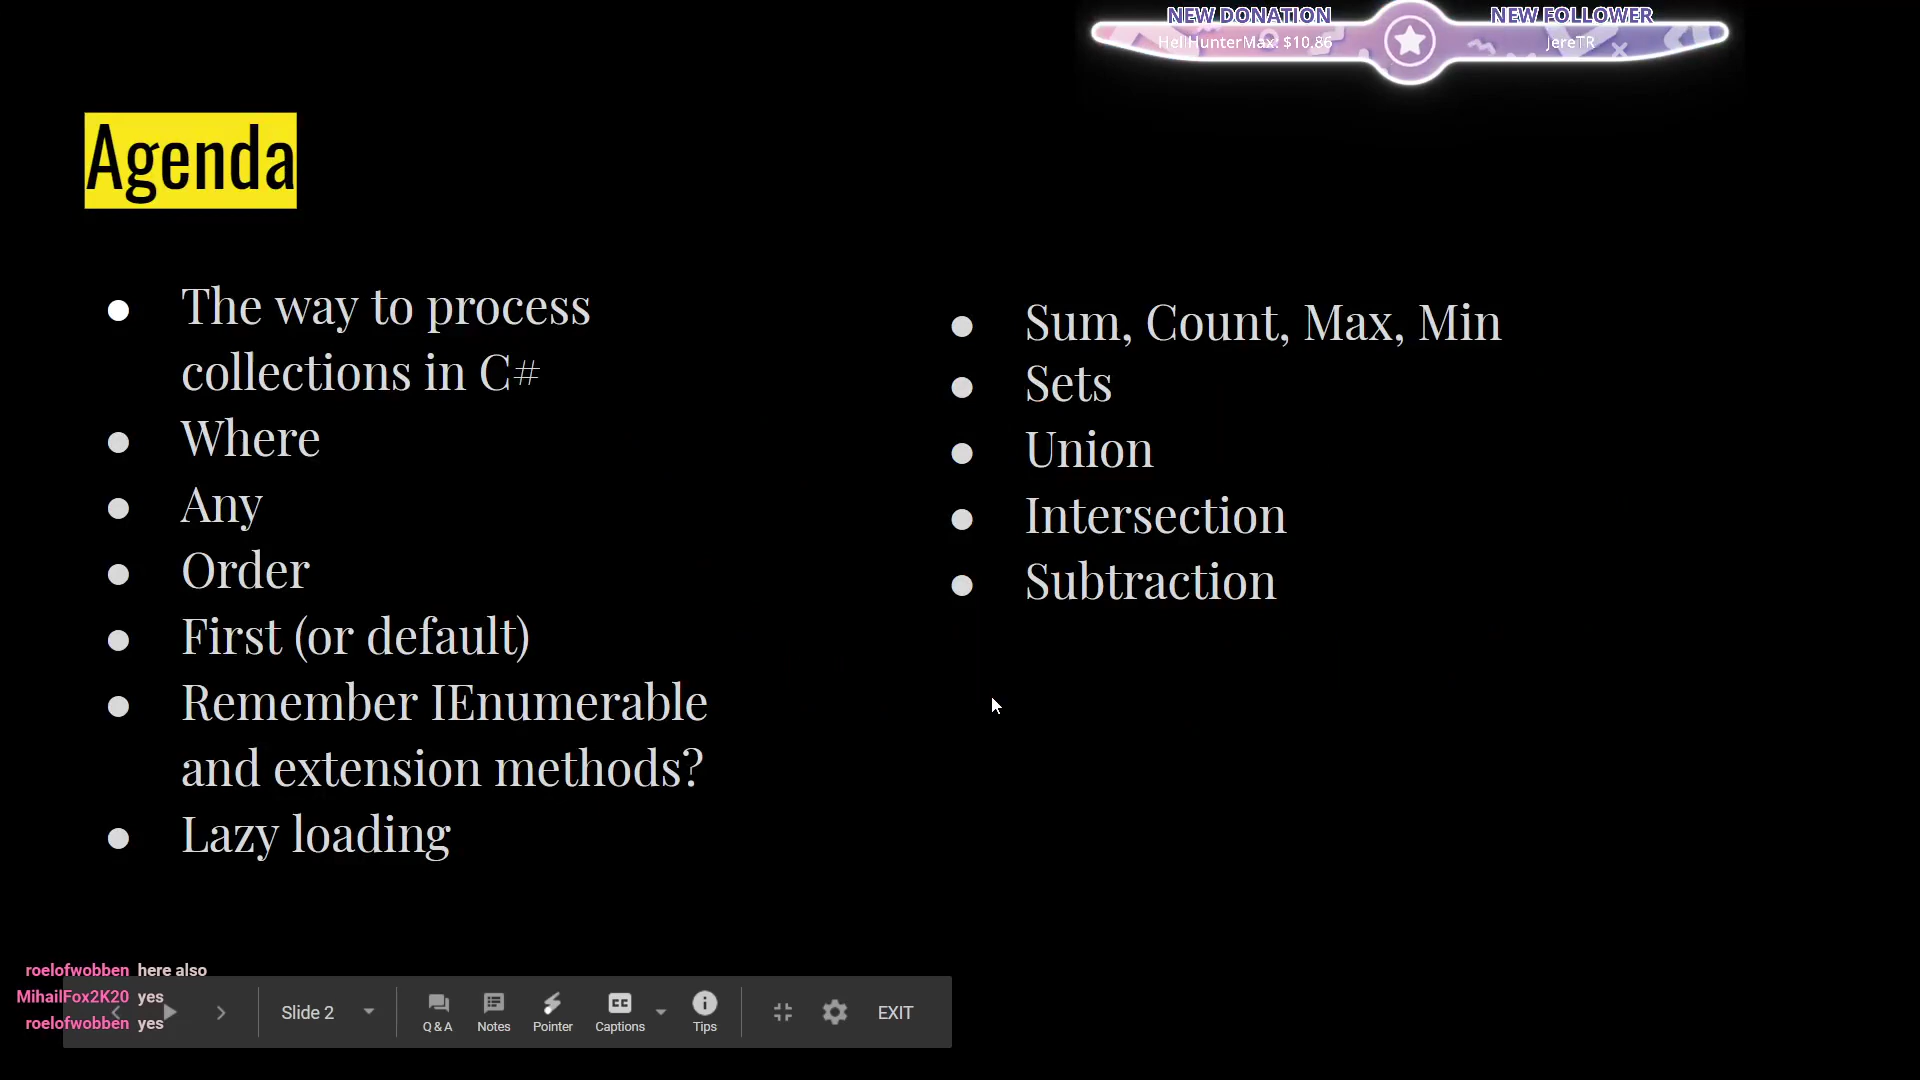 NEW DONATION
HellHunterMax: $10.86
NEW FOLLOWER
JereTR
Agenda
The way to process
collections in C#
Where
Any
Order
First (or default)
Remember IEnumerable
and extension methods?
Lazy loading
Sum, Count, Max, Min
Sets
Union
Intersection
Subtraction
roelofwobben here also
MihailFox2K20 yes
roelofwobben yes
Slide 2
Q & A
Notes
Pointer
CC
Captions
Tips
EXIT